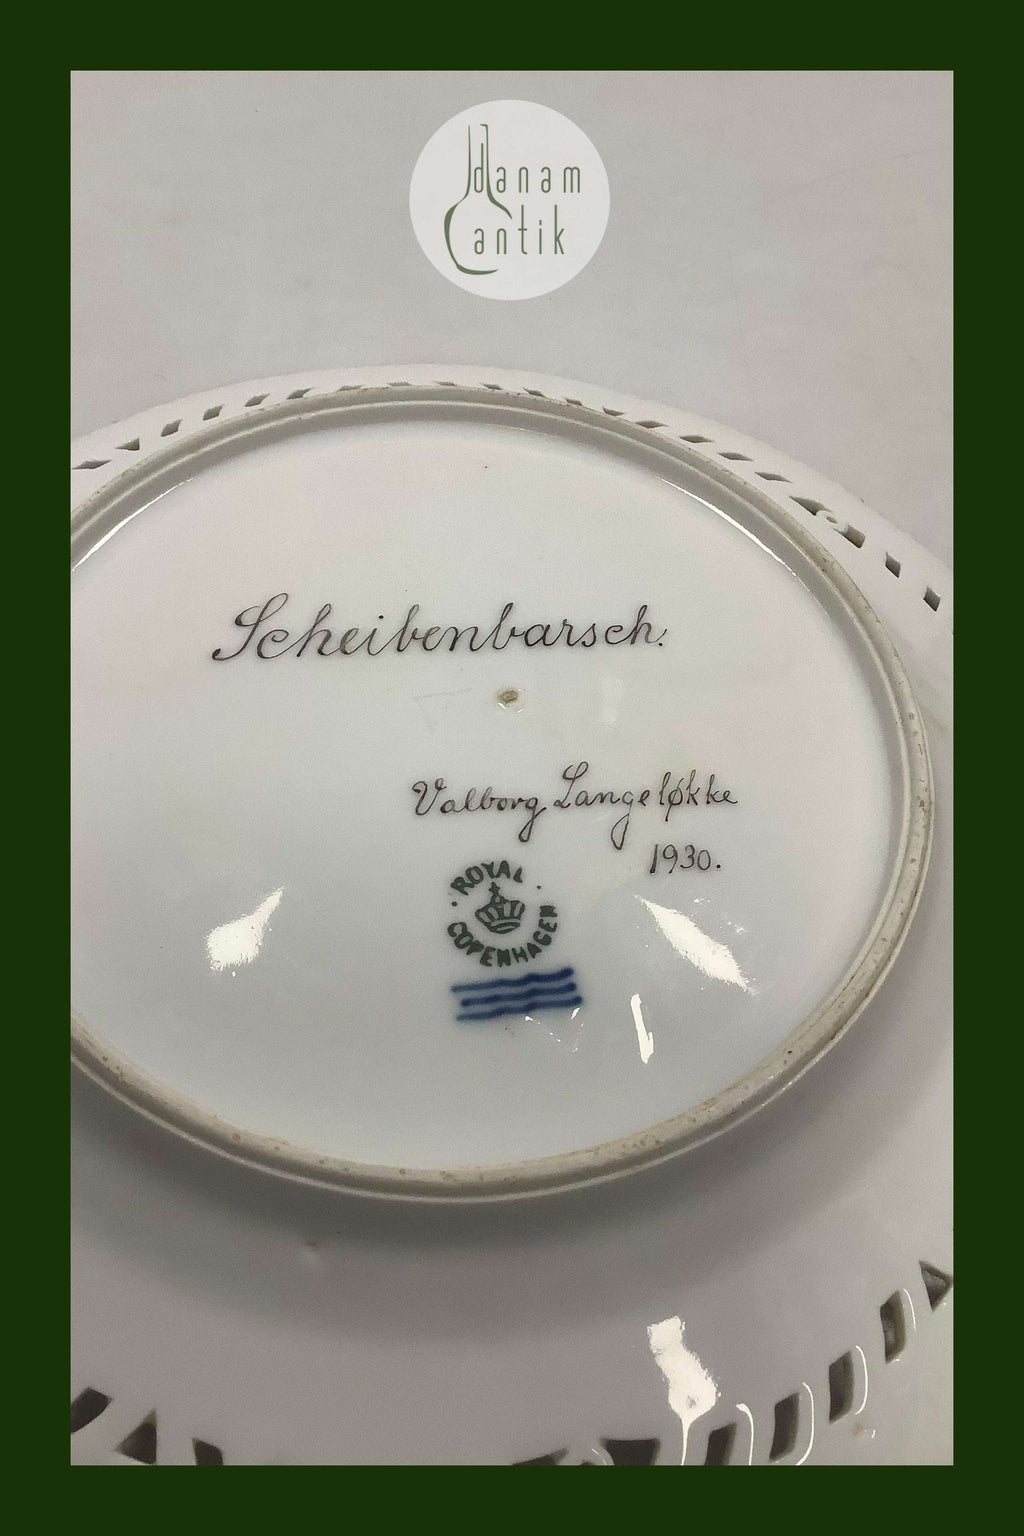 danam
antik
Scheibenbarsch.
Valborg Langeløkke
1930.
ROYAL
COPENHAGEN